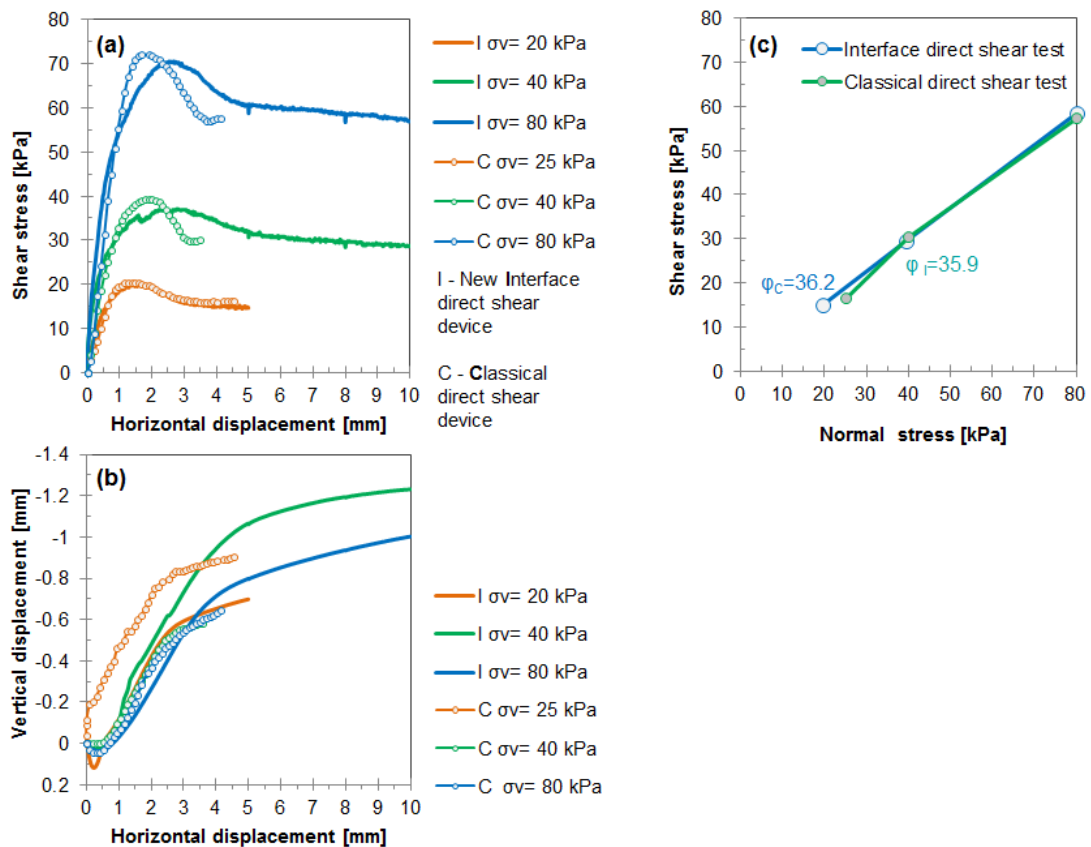 (a)
80
70
60
50
40
30
20
10
0
Shear stress [kPa]
0 1 2 3 4 5 6 7 8 9 10
Horizontal displacement [mm]
I σv= 20 kPa
I σv= 40 kPa
I σv= 80 kPa
C σv= 25 kPa
C σv= 40 kPa
C σv= 80 kPa
I - New Interface
direct shear
device
C - Classical
direct shear
device
(c)
80
70
60
50
40
30
20
10
0
Shear stress [kPa]
Interface direct shear test
Classical direct shear test
φC=36.2
φI=35.9
0 10 20 30 40 50 60 70 80
Normal stress [kPa]
(b)
-1.4
-1.2
-1
-0.8
-0.6
-0.4
-0.2
0
0.2
Vertical displacement [mm]
0 1 2 3 4 5 6 7 8 9 10
Horizontal displacement [mm]
I σv= 20 kPa
I σv= 40 kPa
I σv= 80 kPa
C σv= 25 kPa
C σv= 40 kPa
C σv= 80 kPa